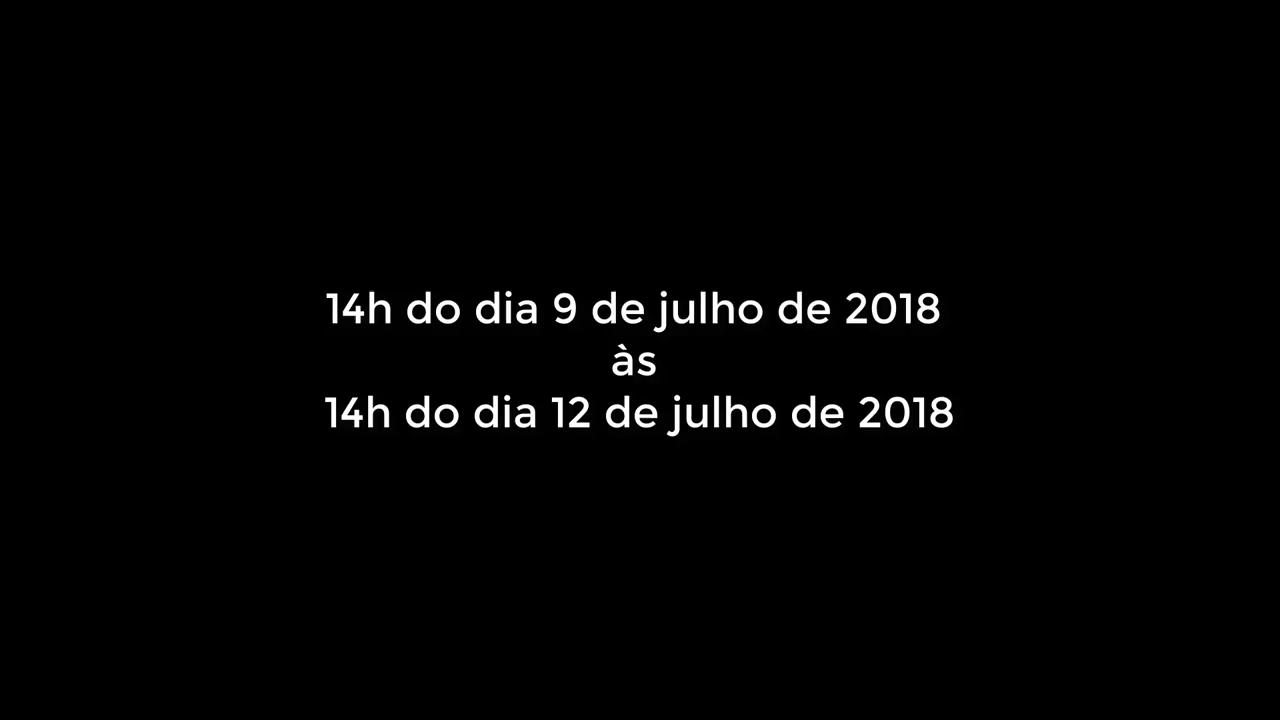 14h do dia 9 de julho de 2018
às
14h do dia 12 de julho de 2018